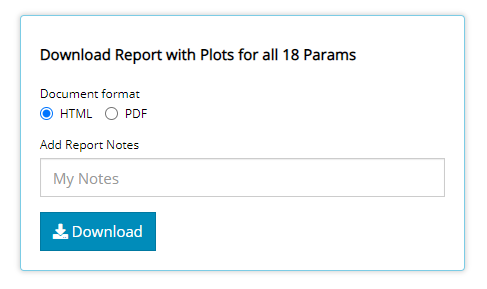 Download Report with Plots for all 18 Params
Document format
HTML PDF
Add Report Notes
My Notes
Download